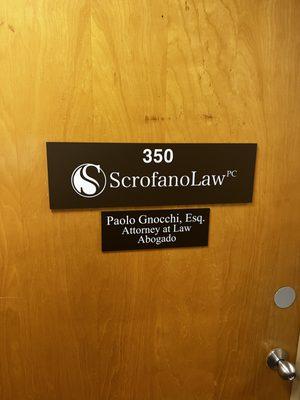 350
ScrofanoLaw PC
Paolo Gnocchi, Esq.
Attorney at Law
Abogado